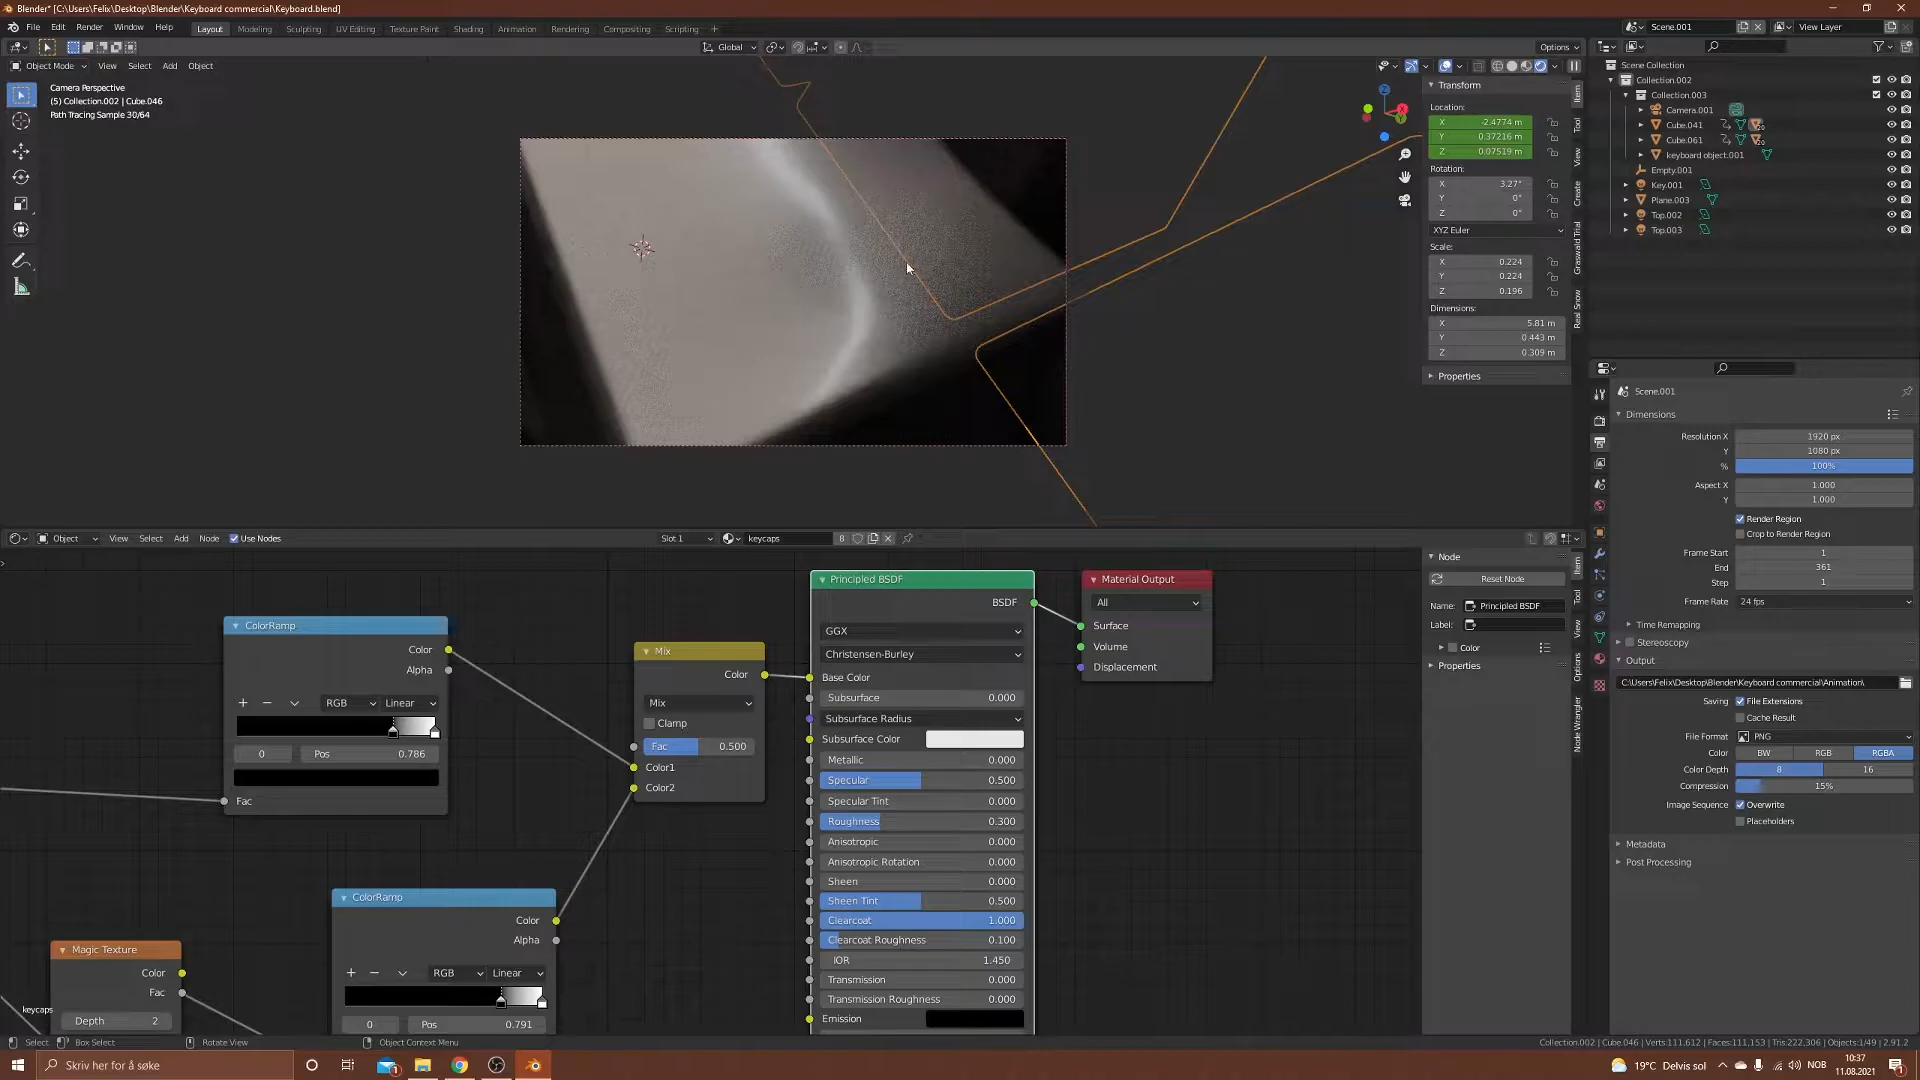 Blender* [C:\Users\Felix\Desktop\Blender\Keyboard commercial\Keyboard.blend]
File Edit Render Window Help Layout Modeling Sculpting UV Editing Texture Paint Shading Animation Rendering Compositing Scripting + Scene.001 View Layer
Global Options
Object Mode View Select Add Object
Camera Perspective
(5) Collection.002 | Cube.046
Path Tracing Sample 30/64
Transform
Location:
X -2.4774 m
Y 0.37216 m
Z 0.07519 m
Rotation:
X 3.27°
Y 0°
Z 0°
XYZ Euler
Scale:
X 0.224
Y 0.224
Z 0.196
Dimensions:
X 5.81 m
Y 0.443 m
Z 0.309 m
Properties
Item
Tool
View
Create
Graswald Trial
Real Snow
Scene Collection
Collection.002
Collection.003
Camera.001
Cube.041
Cube.061
keyboard object.001
Empty.001
Key.001
Plane.003
Top.002
Top.003
Scene.001
Dimensions
Resolution X 1920 px
Y 1080 px
% 100%
Aspect X 1.000
Y 1.000
Render Region
Crop to Render Region
Frame Start 1
End 361
Step 1
Frame Rate 24 fps
Time Remapping
Stereoscopy
Output
C:\Users\Felix\Desktop\Blender\Keyboard commercial\Animation\
Saving File Extensions
Cache Result
File Format PNG
Color BW RGB RGBA
Color Depth 8 16
Compression 15%
Image Sequence Overwrite
Placeholders
Metadata
Post Processing
Object View Select Add Node Use Nodes Slot 1 keycaps 8
ColorRamp
Color
Alpha
RGB Linear
0 Pos 0.786
Fac
Mix
Color
Mix
Clamp
Fac 0.500
Color1
Color2
ColorRamp
Color
Alpha
RGB Linear
0 Pos 0.791
Magic Texture
Color
Fac
Depth 2
keycaps
Principled BSDF
BSDF
GGX
Christensen-Burley
Base Color
Subsurface 0.000
Subsurface Radius
Subsurface Color
Metallic 0.000
Specular 0.500
Specular Tint 0.000
Roughness 0.300
Anisotropic 0.000
Anisotropic Rotation 0.000
Sheen 0.000
Sheen Tint 0.500
Clearcoat 1.000
Clearcoat Roughness 0.100
IOR 1.450
Transmission 0.000
Transmission Roughness 0.000
Emission
Material Output
All
Surface
Volume
Displacement
Node
Reset Node
Name: Principled BSDF
Label:
Color
Properties
Item
Tool
View
Options
Node Wrangler
Select Box Select Rotate View Object Context Menu Collection.002 | Cube.046 | Verts:111,612 | Faces:111,153 | Tris:222,306 | Objects:1/49 | 2.91.2
Skriv her for å søke 19°C Delvis sol NOB 10:37
11.08.2021